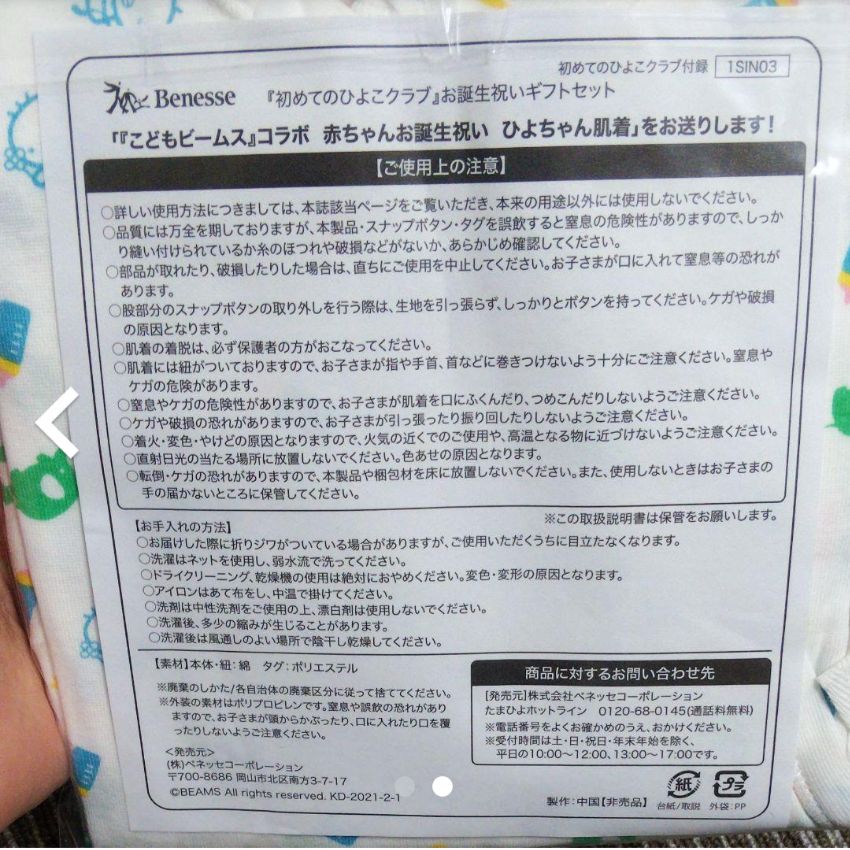 初めてのひよこクラブ付録 1SIN03
Benesse 『初めてのひよこクラブ』お誕生祝いギフトセット
「『こどもビームス』コラボ 赤ちゃんお誕生祝い ひよちゃん肌着」をお送りします!
【ご使用上の注意】
○詳しい使用方法につきましては、本誌該当ページをご覧いただき、本来の用途以外には使用しないでください。
○品質には万全を期しておりますが、本製品・スナップボタン・タグを誤飲すると窒息の危険性がありますので、しっか
り縫い付けられているか糸のほつれや破損などがないか、あらかじめ確認してください。
○部品が取れたり、破損したりした場合は、直ちにご使用を中止してください。お子さまが口に入れて窒息等の恐れが
あります。
○股部分のスナップボタンの取り外しを行う際は、生地を引っ張らず、しっかりとボタンを持ってください。ケガや破損
の原因となります。
○肌着の着脱は、必ず保護者の方がおこなってください。
○肌着には紐がついておりますので、お子さまが指や手首、首などに巻きつけないよう十分にご注意ください。窒息や
ケガの危険があります。
○窒息やケガの危険性がありますので、お子さまが肌着を口にふくんだり、つめこんだりしないようご注意ください。
○ケガや破損の恐れがありますので、お子さまが引っ張ったり振り回したりしないようご注意ください。
○着火・変色・やけどの原因となりますので、火気の近くでのご使用や、高温となる物に近づけないようご注意ください。
○直射日光の当たる場所に放置しないでください。色あせの原因となります。
○転倒・ケガの恐れがありますので、本製品や梱包材を床に放置しないでください。また、使用しないときはお子さまの
手の届かないところに保管してください。
※この取扱説明書は保管をお願いします。
【お手入れの方法】
○お届けした際に折りジワがついている場合がありますが、ご使用いただくうちに目立たなくなります。
○洗濯はネットを使用し、弱水流で洗ってください。
○ドライクリーニング、乾燥機の使用は絶対におやめください。変色・変形の原因となります。
○アイロンはあて布をし、中温で掛けてください。
○洗剤は中性洗剤をご使用の上、漂白剤は使用しないでください。
○洗濯後、多少の縮みが生じることがあります。
○洗濯後は風通しのよい場所で陰干し乾燥してください。
【素材】本体・紐:綿 タグ:ポリエステル
※廃棄のしかた/各自治体の廃棄区分に従って捨ててください。
※外装の素材はポリプロピレンです。窒息や誤飲の恐れがあり
ますので、お子さまが頭からかぶったり、口に入れたり口を覆
ったりしないようご注意ください。
<発売元>
(株)ベネッセコーポレーション
〒700-8686 岡山市北区南方3-7-17
©BEAMS All rights reserved. KD-2021-2-1
商品に対するお問い合わせ先
[発売元]株式会社ベネッセコーポレーション
たまひよホットライン 0120-68-0145(通話料無料)
※電話番号をよくお確かめのうえ、おかけください。
※受付時間は土・日・祝日・年末年始を除く、
平日の10:00〜12:00、13:00〜17:00です。
製作:中国【非売品】
紙
台紙/取説
プラ
外袋:PP